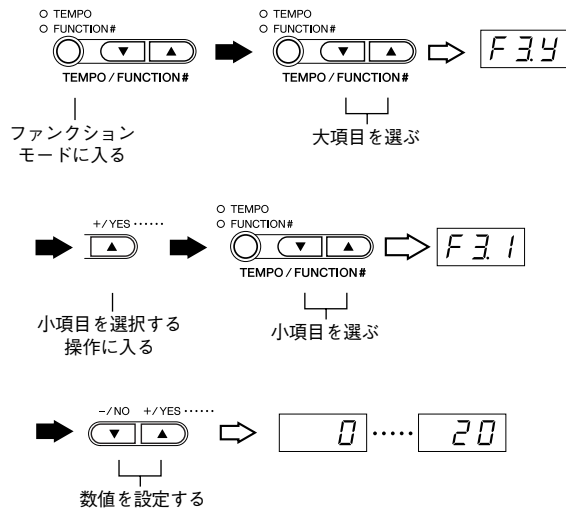 TEMPO
FUNCTION#
TEMPO/FUNCTION#
ファンクション
モードに入る
TEMPO
FUNCTION#
TEMPO/FUNCTION#
大項目を選ぶ
F3.Y
+/YES ……
小項目を選択する
操作に入る
TEMPO
FUNCTION#
TEMPO/FUNCTION#
小項目を選ぶ
F3.1
−/NO +/YES ……
数値を設定する
0 ····· 20